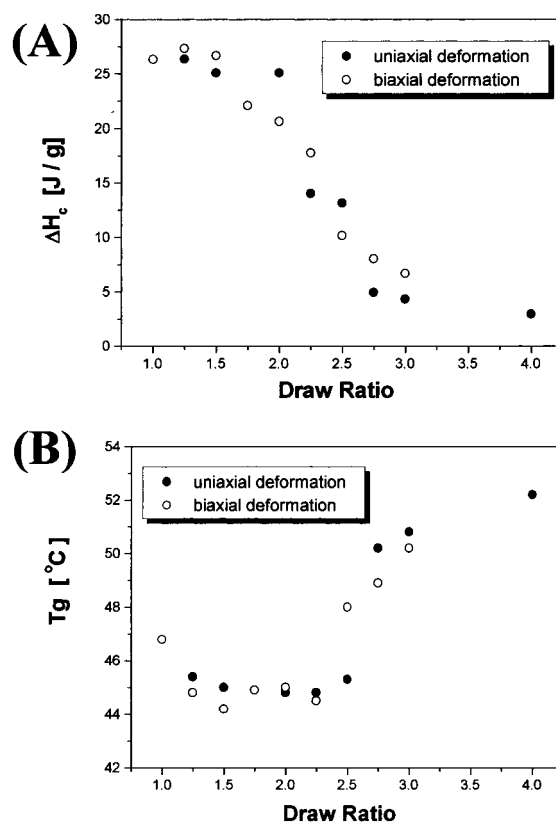 (A)
30
25
20
15
10
5
0
ΔHc [J / g]
uniaxial deformation
biaxial deformation
1.0 1.5 2.0 2.5 3.0 3.5 4.0
Draw Ratio
(B)
54
52
50
48
46
44
42
Tg [ °C]
uniaxial deformation
biaxial deformation
1.0 1.5 2.0 2.5 3.0 3.5 4.0
Draw Ratio